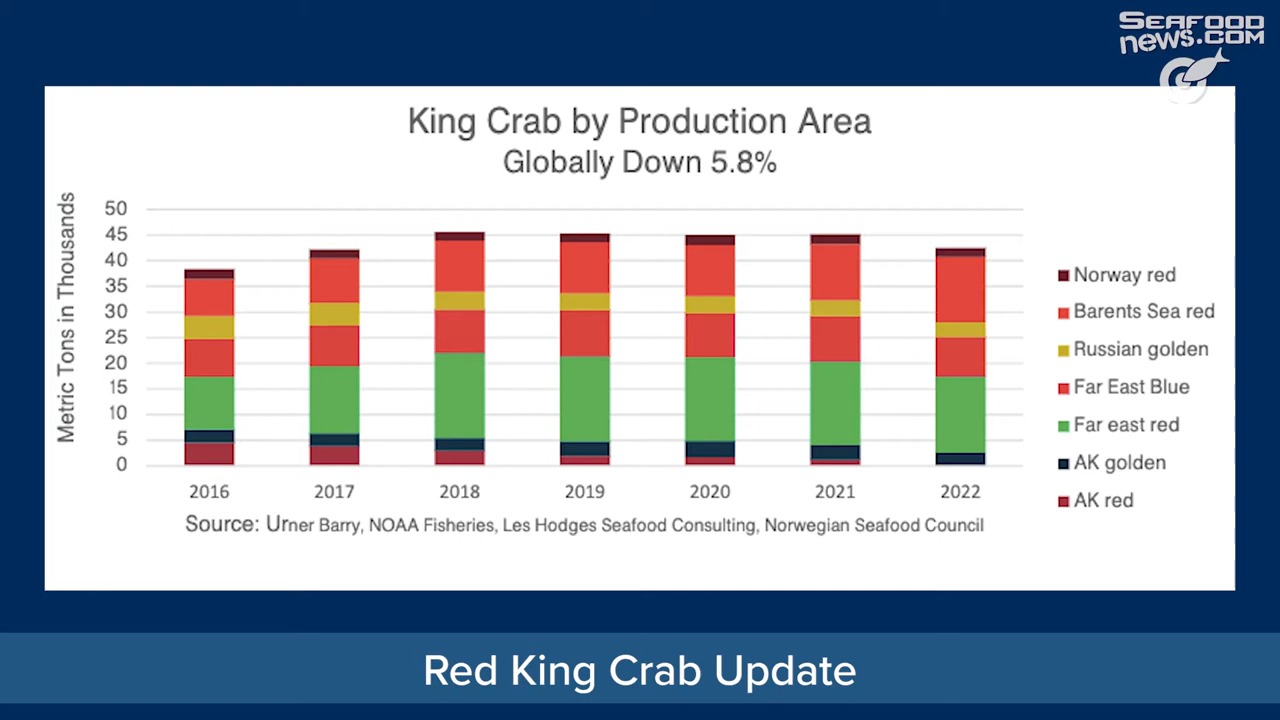 SEAFOOD
news.COM
King Crab by Production Area
Globally Down 5.8%
Metric Tons in Thousands
50
45
40
35
30
25
20
15
10
5
0
2016 2017 2018 2019 2020 2021 2022
Norway red
Barents Sea red
Russian golden
Far East Blue
Far east red
AK golden
AK red
Source: Urner Barry, NOAA Fisheries, Les Hodges Seafood Consulting, Norwegian Seafood Council
Red King Crab Update